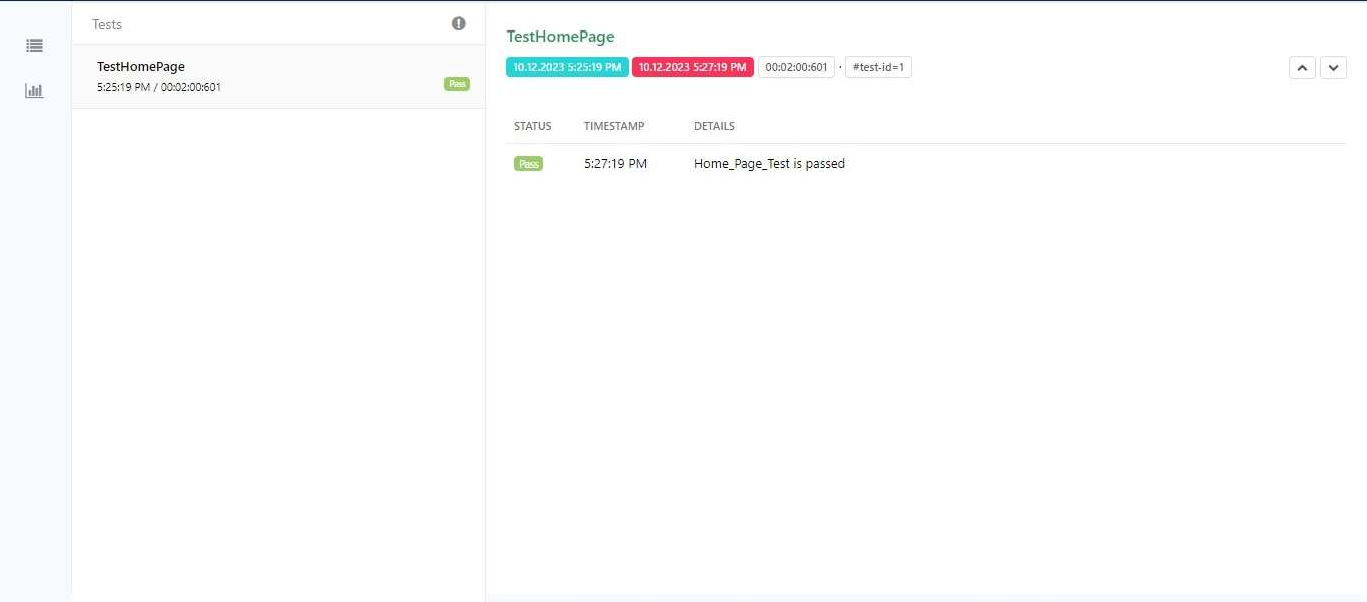 Tests
TestHomePage
5:25:19 PM / 00:02:00:601
Pass
TestHomePage
10.12.2023 5:25:19 PM 10.12.2023 5:27:19 PM 00:02:00:601 · #test-id=1
STATUS TIMESTAMP DETAILS
Pass 5:27:19 PM Home_Page_Test is passed